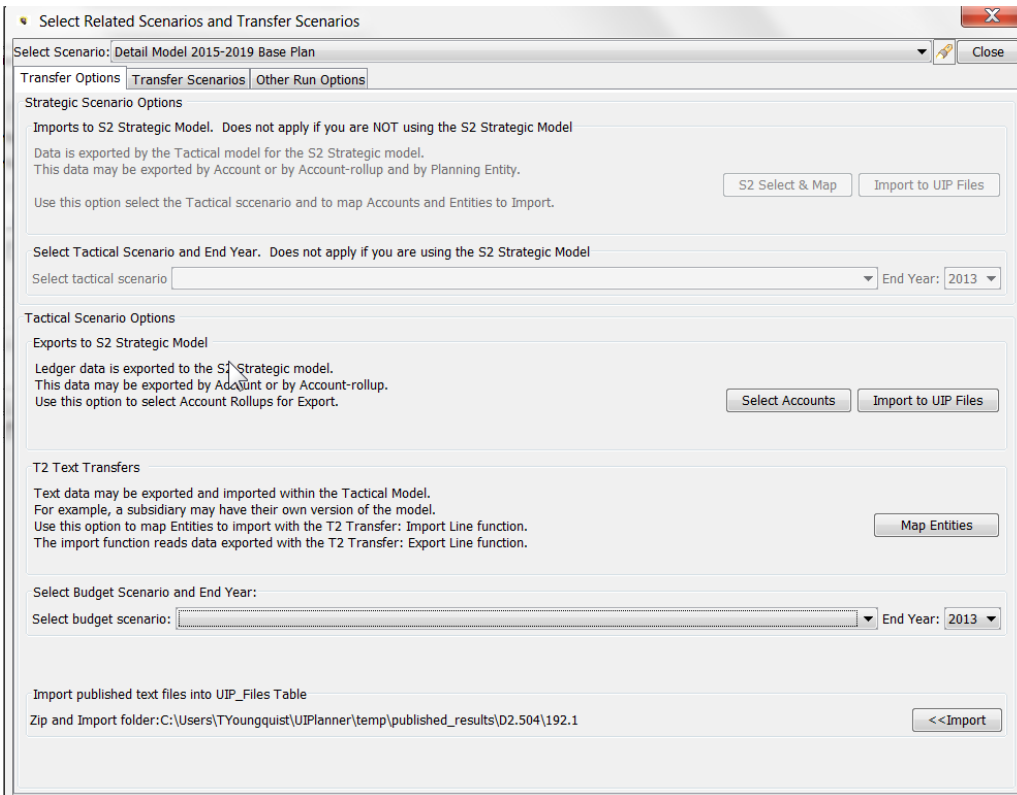 Select Related Scenarios and Transfer Scenarios
X
Select Scenario: Detail Model 2015-2019 Base Plan
Close
Transfer Options Transfer Scenarios Other Run Options
Strategic Scenario Options
Imports to S2 Strategic Model. Does not apply if you are NOT using the S2 Strategic Model
Data is exported by the Tactical model for the S2 Strategic model.
This data may be exported by Account or by Account-rollup and by Planning Entity.
S2 Select & Map Import to UIP Files
Use this option select the Tactical sccenario and to map Accounts and Entities to Import.
Select Tactical Scenario and End Year. Does not apply if you are using the S2 Strategic Model
Select tactical scenario End Year: 2013
Tactical Scenario Options
Exports to S2 Strategic Model
Ledger data is exported to the S2 Strategic model.
This data may be exported by Account or by Account-rollup.
Use this option to select Account Rollups for Export.
Select Accounts Import to UIP Files
T2 Text Transfers
Text data may be exported and imported within the Tactical Model.
For example, a subsidiary may have their own version of the model.
Use this option to map Entities to import with the T2 Transfer: Import Line function.
The import function reads data exported with the T2 Transfer: Export Line function.
Map Entities
Select Budget Scenario and End Year:
Select budget scenario: End Year: 2013
Import published text files into UIP_Files Table
Zip and Import folder:C:\Users\TYoungquist\UIPlanner\temp\published_results\D2.504\192.1
<<Import